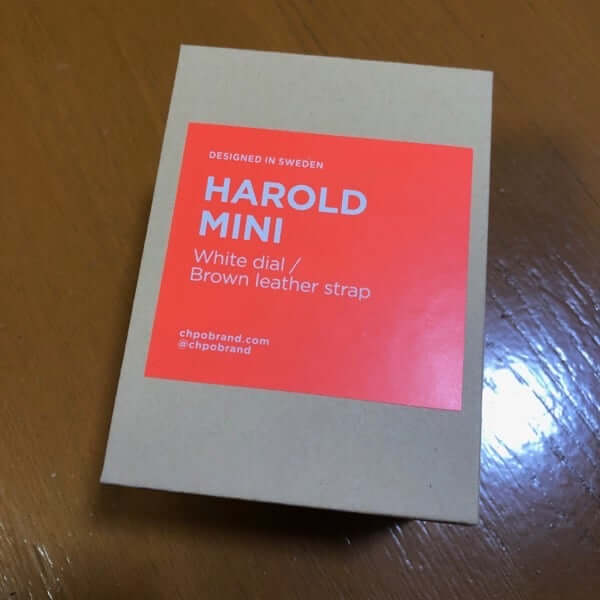 DESIGNED IN SWEDEN
HAROLD
MINI
White dial /
Brown leather strap
chpobrand.com
@chpobrand